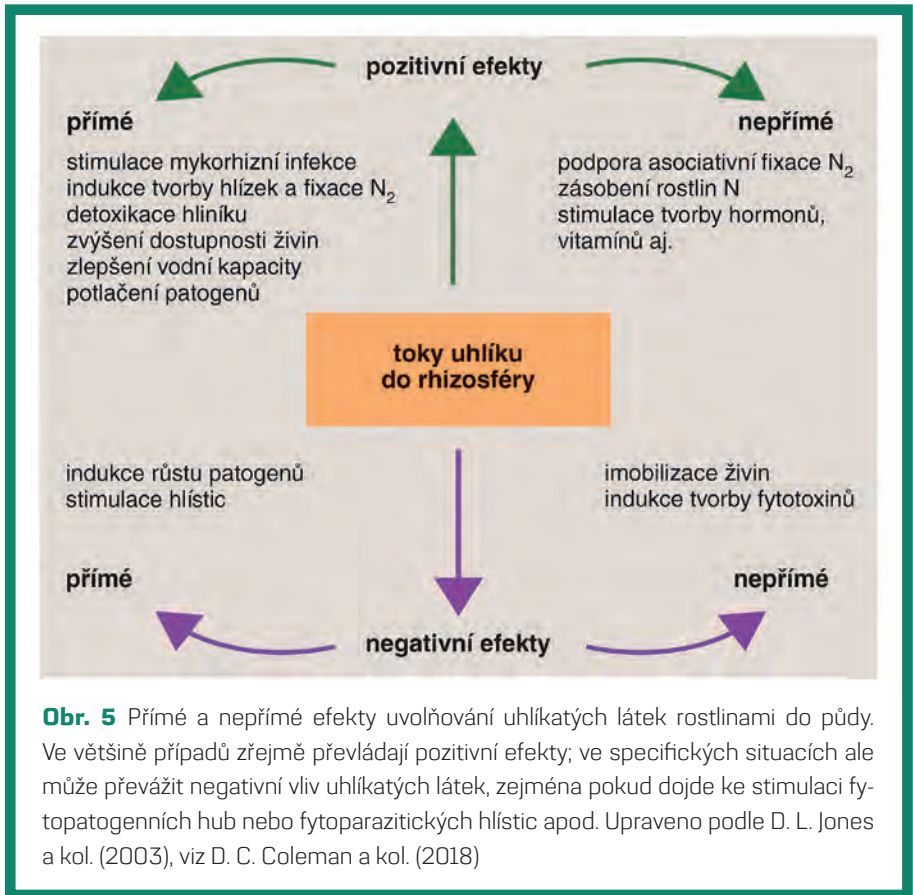 pozitivní efekty
přímé
stimulace mykorhizní infekce
indukce tvorby hlízek a fixace N₂
detoxikace hliníku
zvýšení dostupnosti živin
zlepšení vodní kapacity
potlačení patogenů
nepřímé
podpora asociativní fixace N₂
zásobení rostlin N
stimulace tvorby hormonů,
vitamínů aj.
toky uhlíku
do rhizosféry
indukce růstu patogenů
stimulace hlístic
přímé
imobilizace živin
indukce tvorby fytotoxinů
nepřímé
negativní efekty
Obr. 5 Přímé a nepřímé efekty uvolňování uhlíkatých látek rostlinami do půdy.
Ve většině případů zřejmě převládají pozitivní efekty; ve specifických situacích ale
může převážit negativní vliv uhlíkatých látek, zejména pokud dojde ke stimulaci fy-
topatogenních hub nebo fytoparazitických hlístic apod. Upraveno podle D. L. Jones
a kol. (2003), viz D. C. Coleman a kol. (2018)